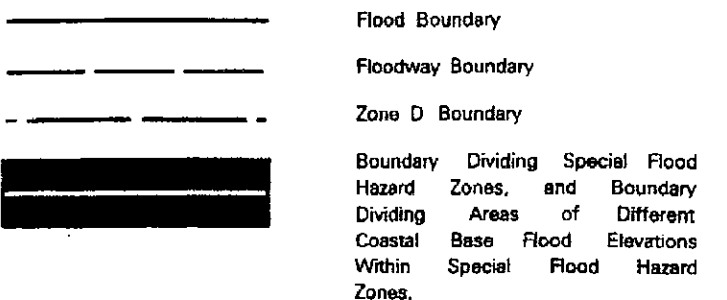 Flood Boundary
Floodway Boundary
Zone D Boundary
Boundary Dividing Special Flood
Hazard Zones, and Boundary
Dividing Areas of Different
Coastal Base Flood Elevations
Within Special Flood Hazard
Zones.